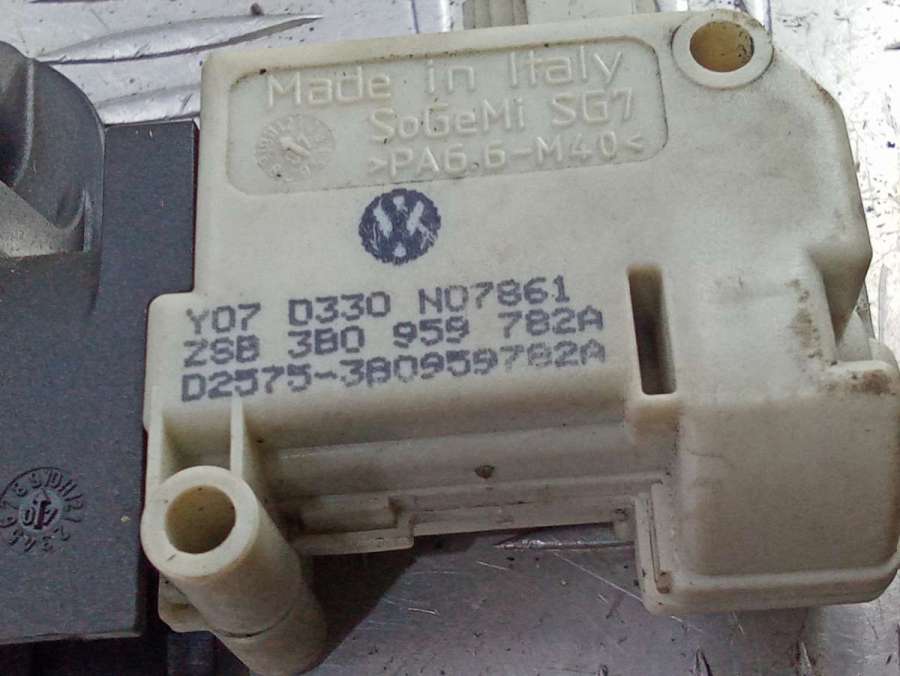 Made in Italy
SoGeMi SG7
>PA6.6-M40<
Y07 D330 N07861
ZSB 3B0 959 782A
D2575-3B0959782A